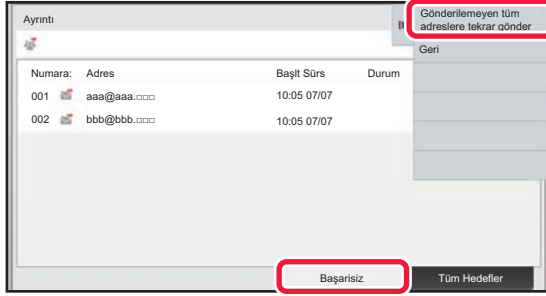 Ayrıntı
Gönderilemeyen tüm
adreslere tekrar gönder
Geri
Numara: Adres Başlt Sürs Durum
001 aaa@aaa.□□□ 10:05 07/07
002 bbb@bbb.□□□ 10:05 07/07
Başarisiz Tüm Hedefler